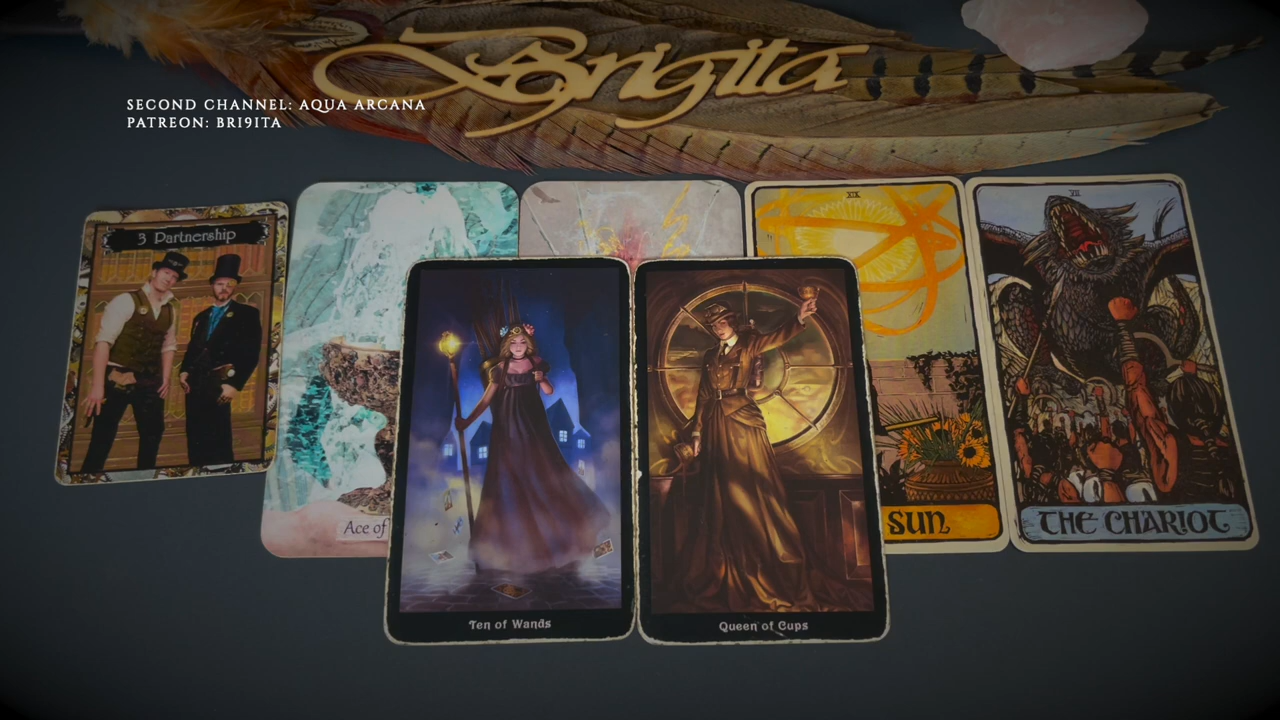 Brigita
SECOND CHANNEL: AQUA ARCANA
PATREON: BRI9ITA
3 Partnership
XIX
VII
Ace of
SUN
THE CHARIOT
Ten of Wands
Queen of Cups